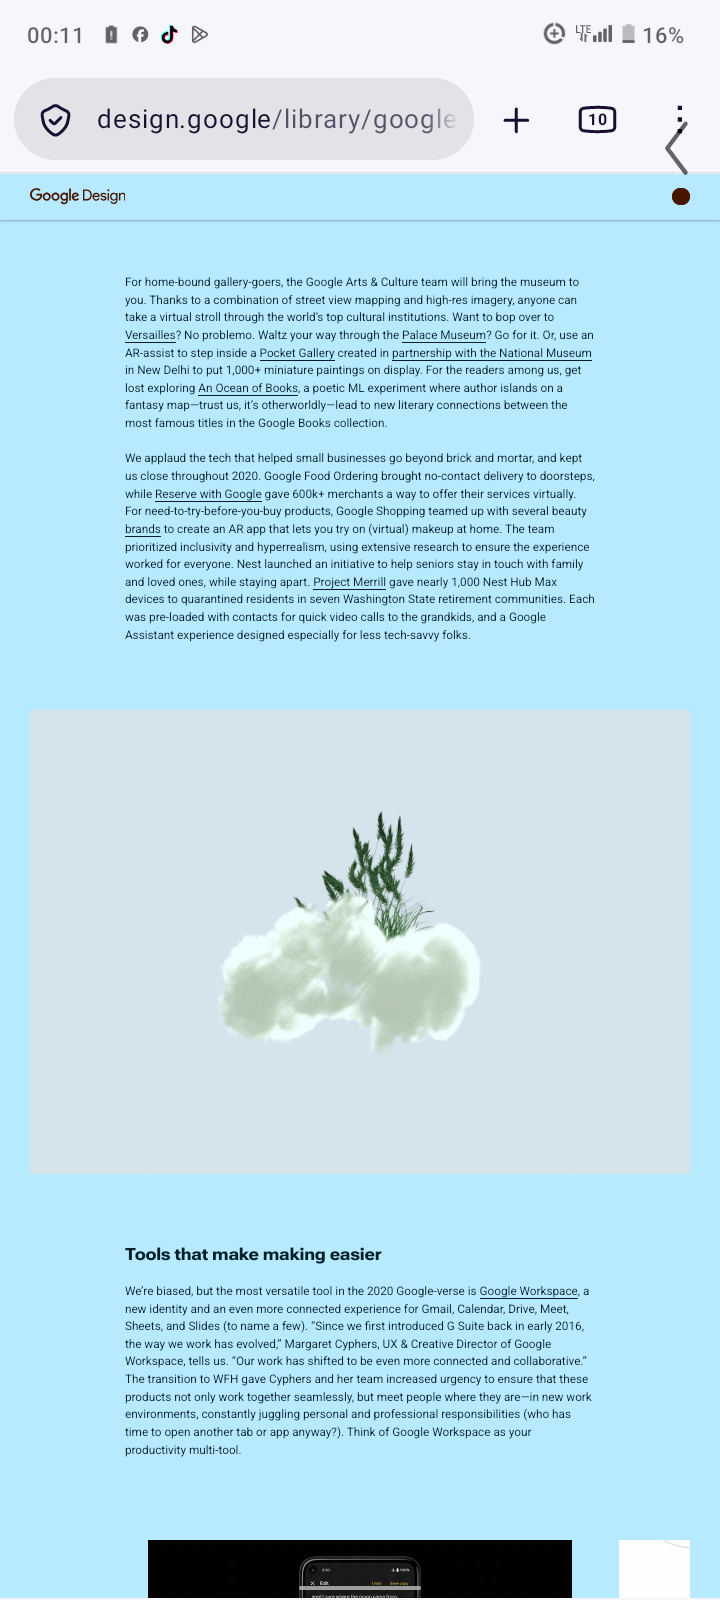 00:11
LTE
16%
design.google/library/google
10
Google Design
For home-bound gallery-goers, the Google Arts & Culture team will bring the museum to
you. Thanks to a combination of street view mapping and high-res imagery, anyone can
take a virtual stroll through the world's top cultural institutions. Want to bop over to
Versailles? No problemo. Waltz your way through the Palace Museum? Go for it. Or, use an
AR-assist to step inside a Pocket Gallery created in partnership with the National Museum
in New Delhi to put 1,000+ miniature paintings on display. For the readers among us, get
lost exploring An Ocean of Books, a poetic ML experiment where author islands on a
fantasy map—trust us, it's otherworldly—lead to new literary connections between the
most famous titles in the Google Books collection.
We applaud the tech that helped small businesses go beyond brick and mortar, and kept
us close throughout 2020. Google Food Ordering brought no-contact delivery to doorsteps,
while Reserve with Google gave 600k+ merchants a way to offer their services virtually.
For need-to-try-before-you-buy products, Google Shopping teamed up with several beauty
brands to create an AR app that lets you try on (virtual) makeup at home. The team
prioritized inclusivity and hyperrealism, using extensive research to ensure the experience
worked for everyone. Nest launched an initiative to help seniors stay in touch with family
and loved ones, while staying apart. Project Merrill gave nearly 1,000 Nest Hub Max
devices to quarantined residents in seven Washington State retirement communities. Each
was pre-loaded with contacts for quick video calls to the grandkids, and a Google
Assistant experience designed especially for less tech-savvy folks.
Tools that make making easier
We're biased, but the most versatile tool in the 2020 Google-verse is Google Workspace, a
new identity and an even more connected experience for Gmail, Calendar, Drive, Meet,
Sheets, and Slides (to name a few). "Since we first introduced G Suite back in early 2016,
the way we work has evolved," Margaret Cyphers, UX & Creative Director of Google
Workspace, tells us. "Our work has shifted to be even more connected and collaborative."
The transition to WFH gave Cyphers and her team increased urgency to ensure that these
products not only work together seamlessly, but meet people where they are—in new work
environments, constantly juggling personal and professional responsibilities (who has
time to open another tab or app anyway?). Think of Google Workspace as your
productivity multi-tool.
2:30
100%
Edit Undo Save copy
aren't sure where the moon came from.